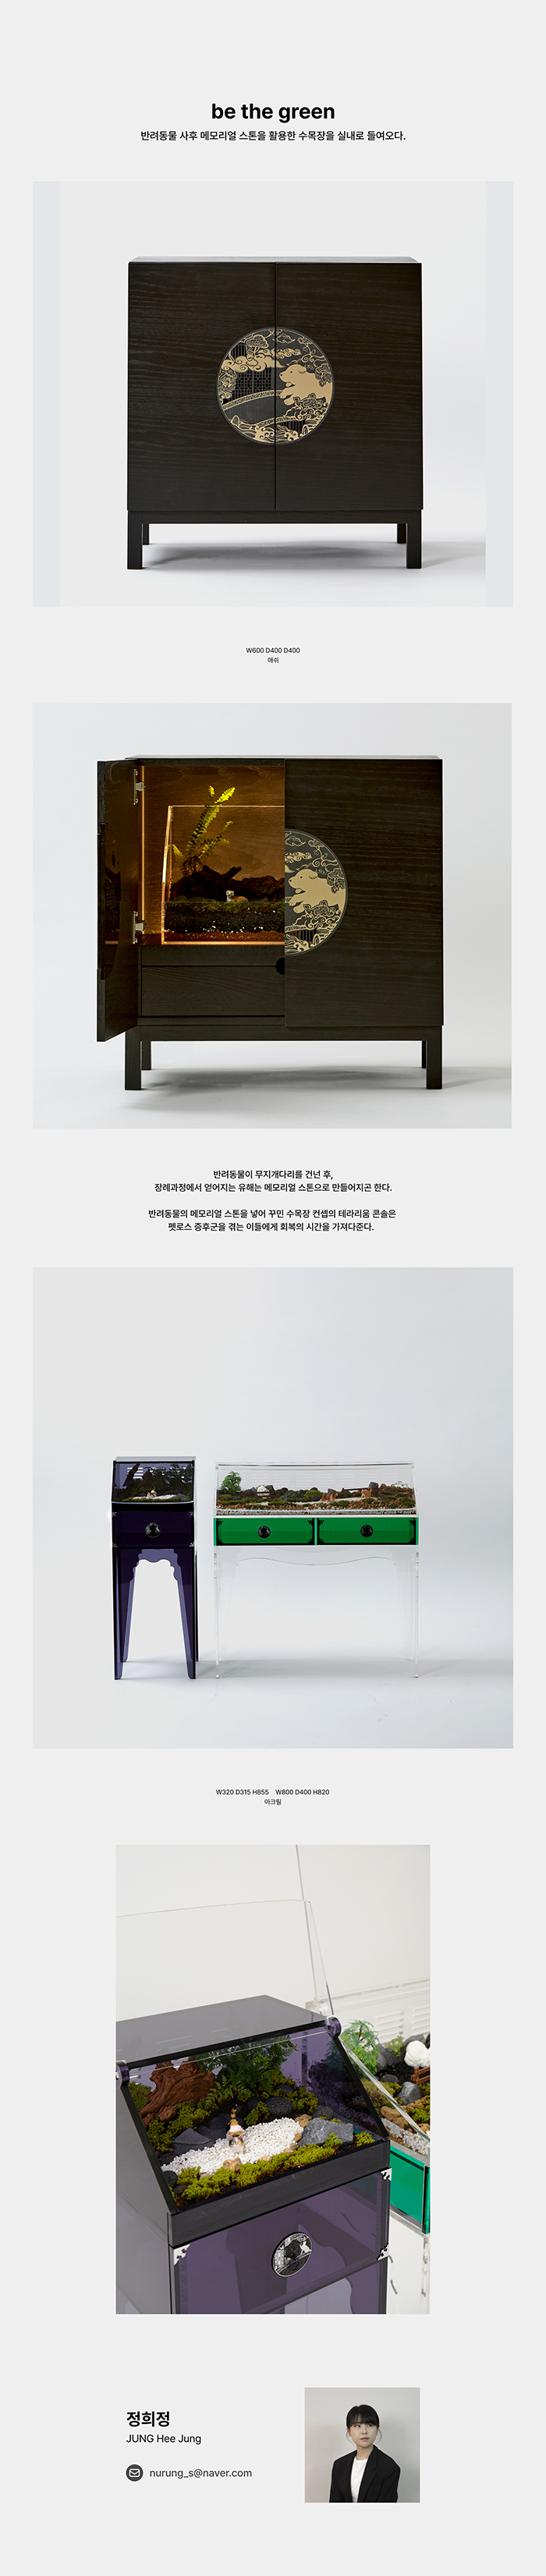 be the green
반려동물 사후 메모리얼 스톤을 활용한 수목장을 실내로 들여오다.
W600 D400 D400
애쉬
반려동물이 무지개다리를 건넌 후,
장례과정에서 얻어지는 유해는 메모리얼 스톤으로 만들어지곤 한다.
반려동물의 메모리얼 스톤을 넣어 꾸민 수목장 컨셉의 테라리움 콘솔은
펫로스 증후군을 겪는 이들에게 회복의 시간을 가져다준다.
W320 D315 H855 W800 D400 H820
아크릴
정희정
JUNG Hee Jung
nurung_s@naver.com